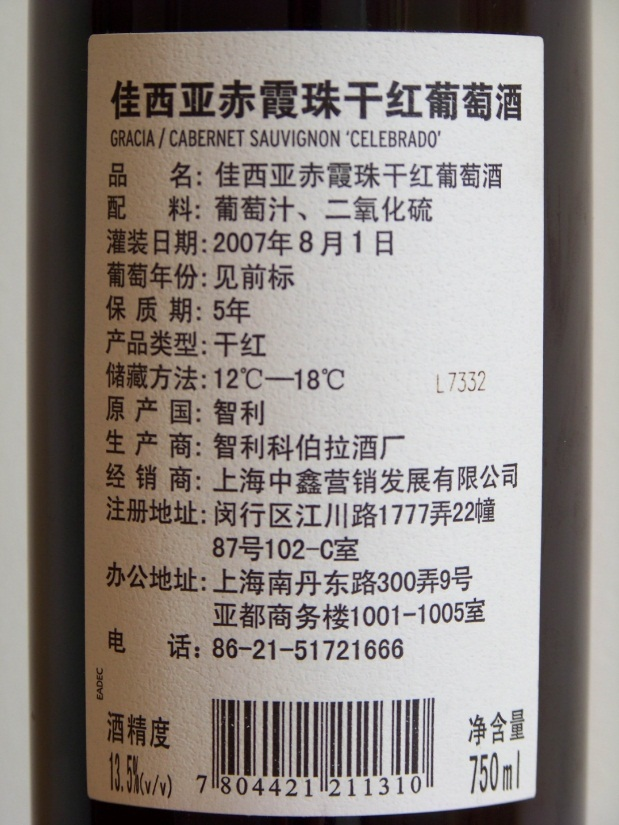 佳西亚赤霞珠干红葡萄酒
GRACIA / CABERNET SAUVIGNON 'CELEBRADO'
品 名: 佳西亚赤霞珠干红葡萄酒
配 料: 葡萄汁、二氧化硫
灌装日期: 2007年8月1日
葡萄年份: 见前标
保质期: 5年
产品类型: 干红
储藏方法: 12℃—18℃
L7332
原产国: 智利
生产商: 智利科伯拉酒厂
经销商: 上海中鑫营销发展有限公司
注册地址: 闵行区江川路1777弄22幢
87号102-C室
办公地址: 上海南丹东路300弄9号
亚都商务楼1001-1005室
电 话: 86-21-51721666
EADEC
酒精度
13.5%(v/v)
7 804421 211310
净含量
750ml